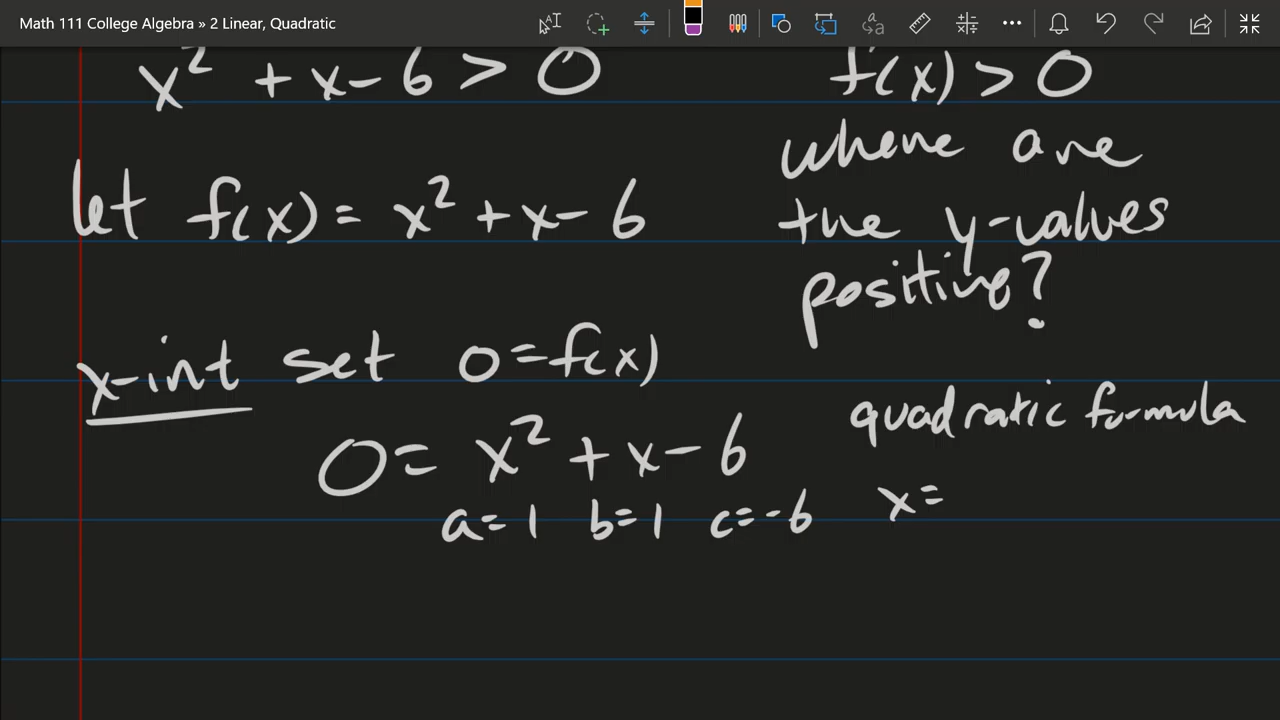 Math 111 College Algebra » 2 Linear, Quadratic
x² + x - 6 > 0
f(x) > 0
where are
the y-values
positive?
let f(x) = x² + x - 6
x-int set 0 = f(x)
0 = x² + x - 6
a = 1 b = 1 c = -6
quadratic formula
x =